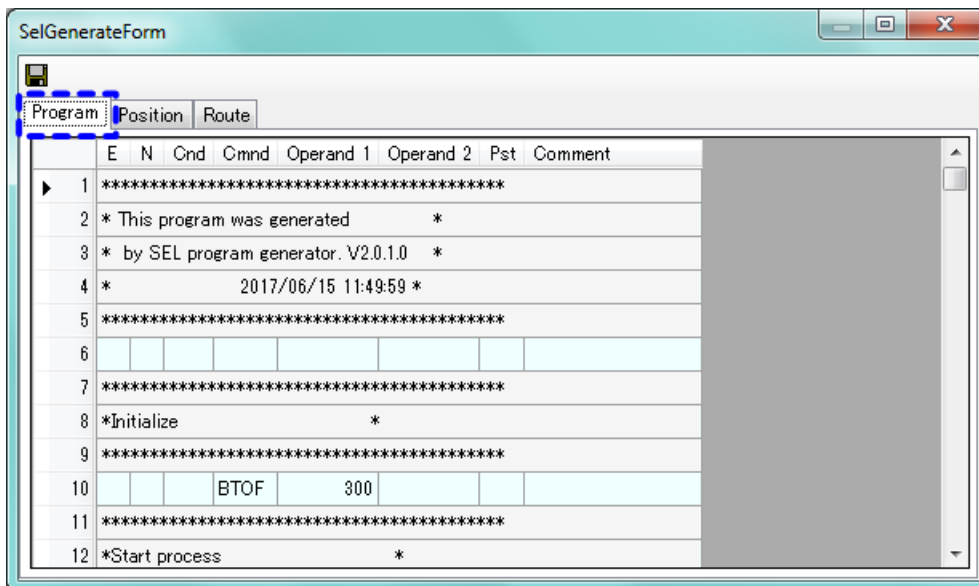 SelGenerateForm
Program Position Route
E N Cnd Cmnd Operand 1 Operand 2 Pst Comment
1 ******************************************
2 * This program was generated *
3 * by SEL program generator. V2.0.1.0 *
4 * 2017/06/15 11:49:59 *
5 ******************************************
6
7 ******************************************
8 *Initialize *
9 ******************************************
10 BTOF 300
11 ******************************************
12 *Start process *